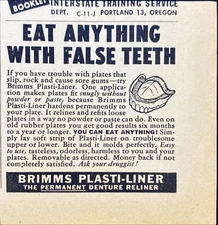 BOOKLET INTERSTATE TRAINING SERVICE
DEPT. C-11-J PORTLAND 13, OREGON
EAT ANYTHING
WITH FALSE TEETH
If you have trouble with plates that
slip, rock and cause sore gums—try
Brimms Plasti-Liner. One application
makes plates fit snugly without
powder or paste, because Brimms
Plasti-Liner hardens permanently to
your plate. It relines and refits loose
plates in a way no powder or paste can do. Even on
old rubber plates you get good results six months
to a year or longer. YOU CAN EAT ANYTHING! Simply
lay soft strip of Plasti-Liner on troublesome
upper or lower. Bite and it molds perfectly. Easy to
use, tasteless, odorless, harmless to you and your
plates. Removable as directed. Money back if not
completely satisfied. Ask your druggist!
BRIMMS PLASTI-LINER
THE PERMANENT DENTURE RELINER